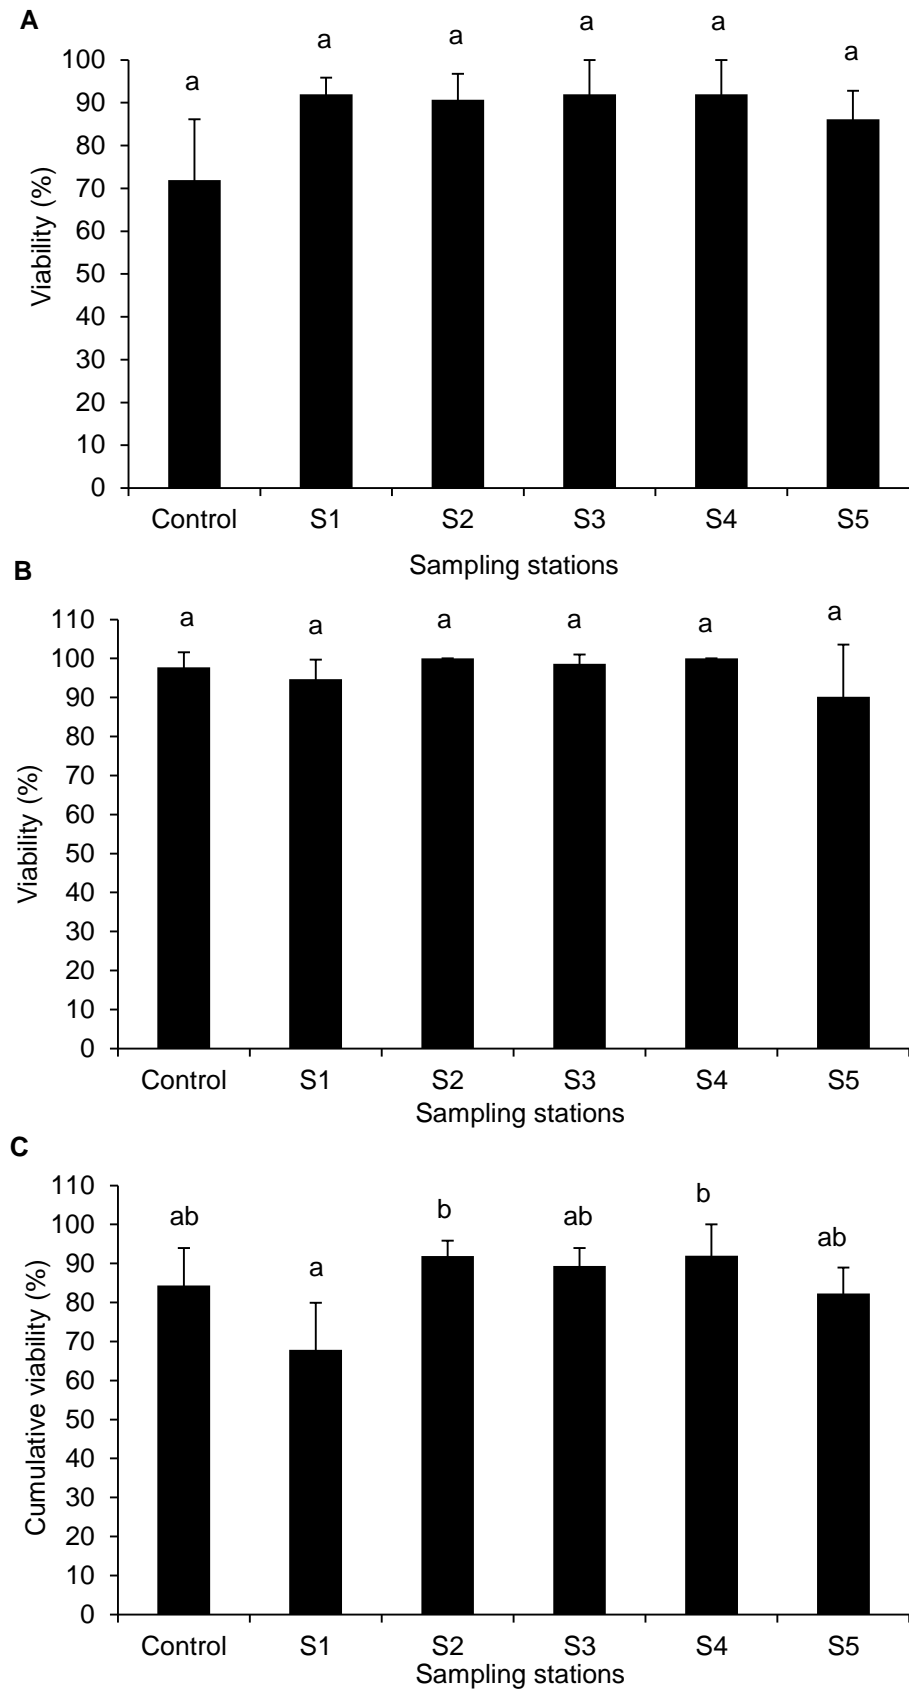 A
a a a a a a
100
90
80
70
60
50
40
30
20
10
0
Viability (%)
Control S1 S2 S3 S4 S5
Sampling stations
B
a a a a a a
110
100
90
80
70
60
50
40
30
20
10
0
Viability (%)
Control S1 S2 S3 S4 S5
Sampling stations
C
ab a b ab b ab
110
100
90
80
70
60
50
40
30
20
10
0
Cumulative viability (%)
Control S1 S2 S3 S4 S5
Sampling stations